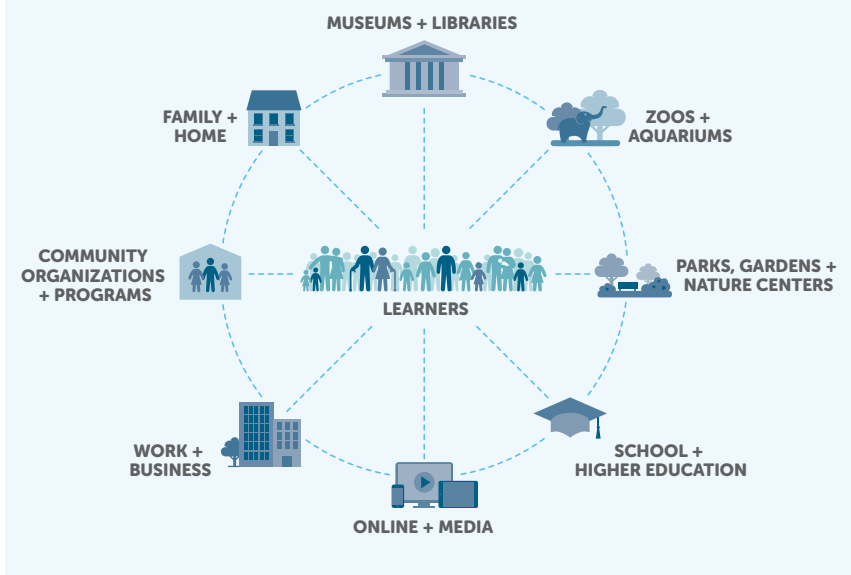 MUSEUMS + LIBRARIES
FAMILY +
HOME
ZOOS +
AQUARIUMS
COMMUNITY
ORGANIZATIONS
+ PROGRAMS
LEARNERS
PARKS, GARDENS +
NATURE CENTERS
WORK +
BUSINESS
SCHOOL +
HIGHER EDUCATION
ONLINE + MEDIA